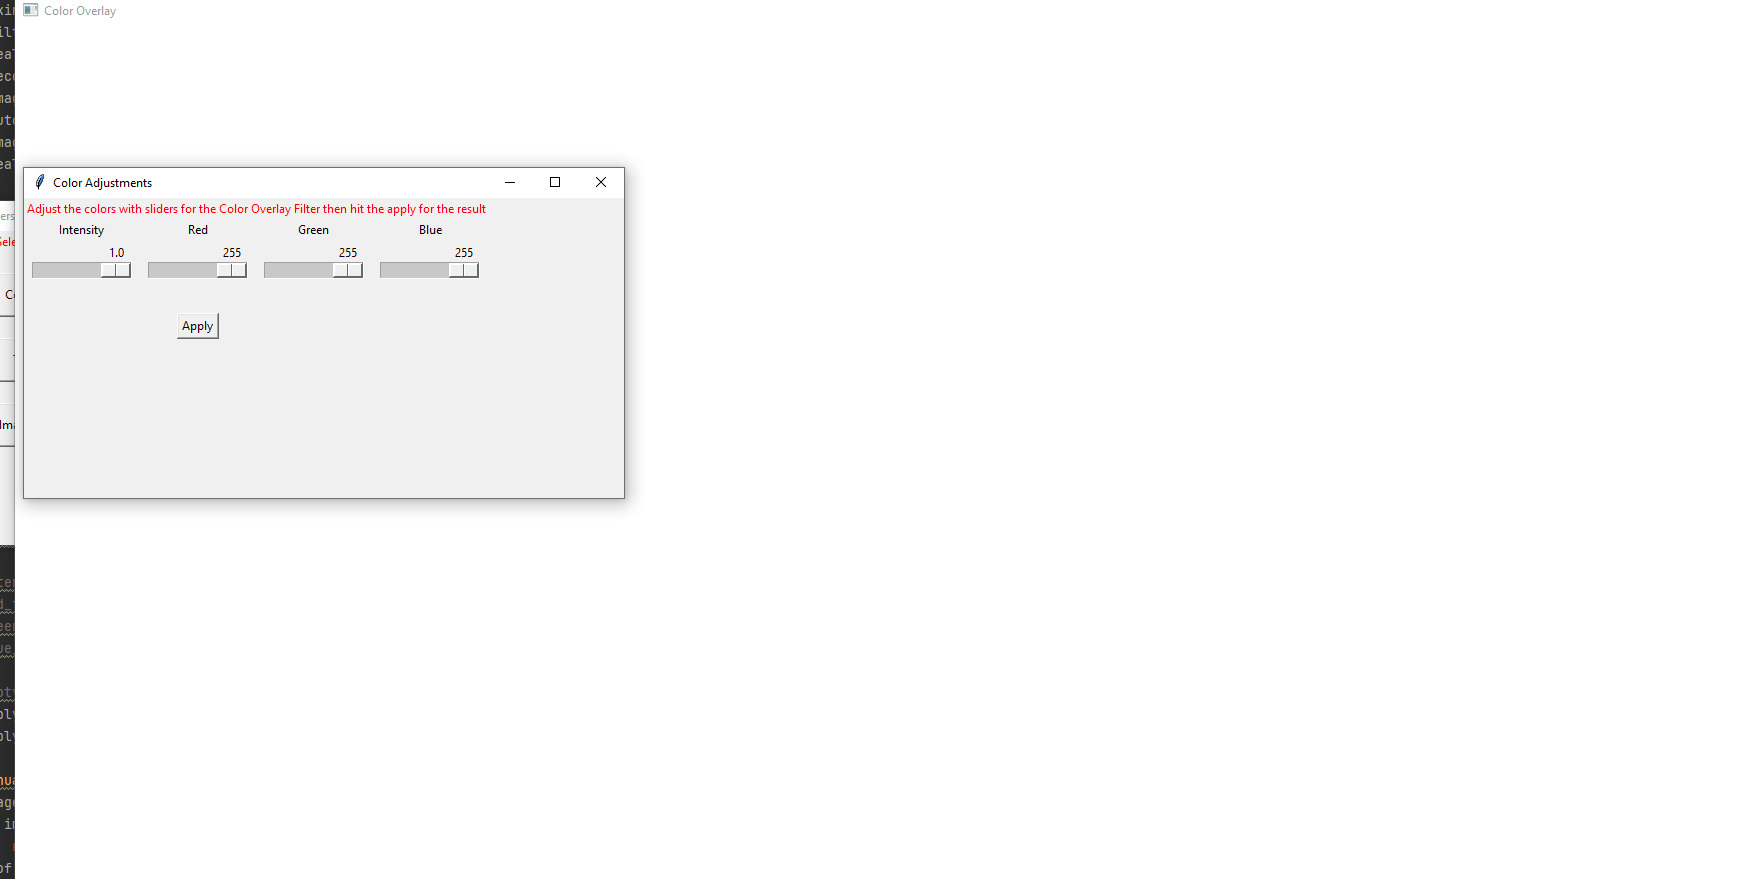 Color Overlay
Color Adjustments
Adjust the colors with sliders for the Color Overlay Filter then hit the apply for the result
Intensity Red Green Blue
1.0 255 255 255
Apply